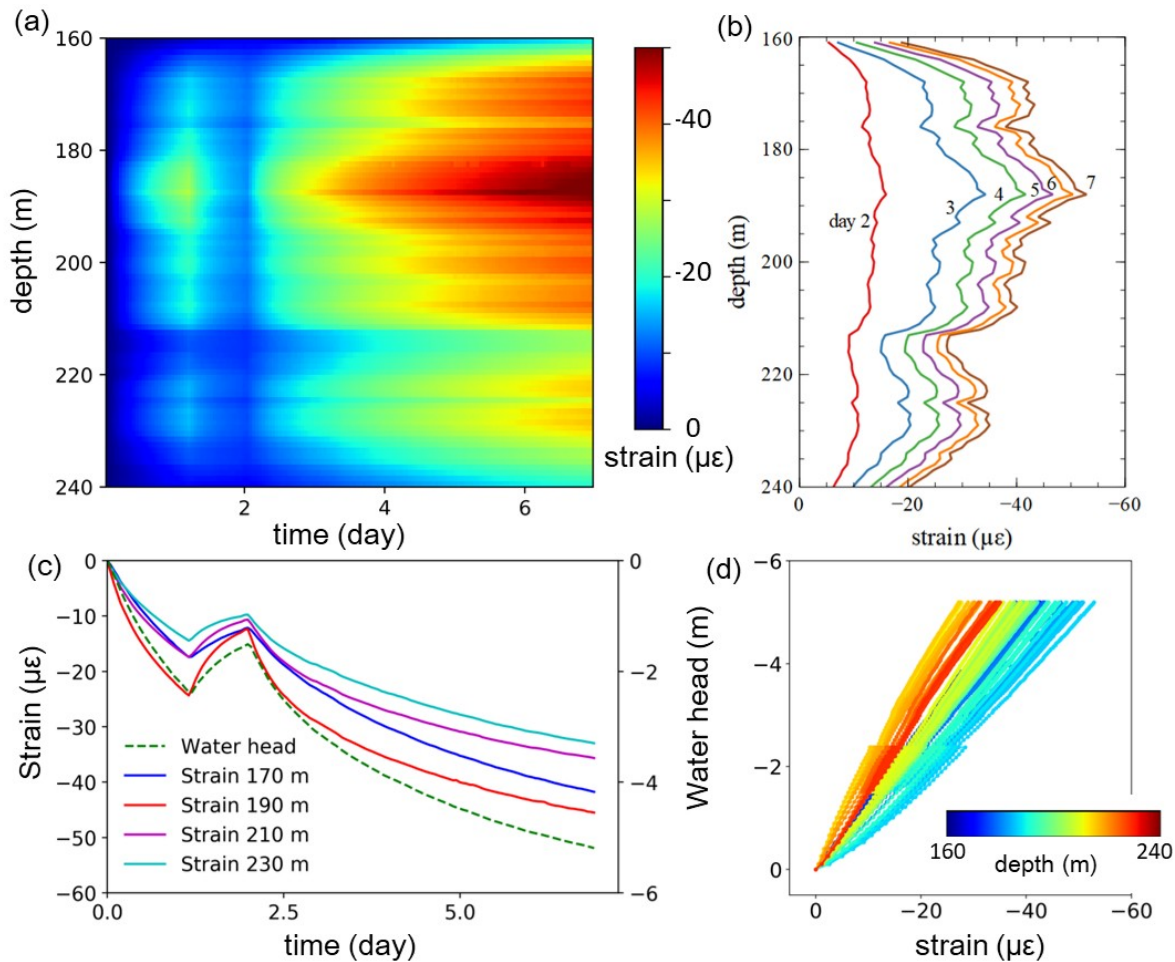 (a)
160
180
200
220
240
depth (m)
2
4
6
time (day)
-40
-20
0
strain (με)
(b)
160
180
200
220
240
depth (m)
day 2
3
4
5
6
7
0
−20
−40
−60
strain (με)
(c)
0
−10
−20
−30
−40
−50
−60
Strain (με)
Water head
Strain 170 m
Strain 190 m
Strain 210 m
Strain 230 m
0
−2
−4
−6
0.0
2.5
5.0
time (day)
(d)
−6
−4
−2
0
Water head (m)
160
240
depth (m)
0
−20
−40
−60
strain (με)